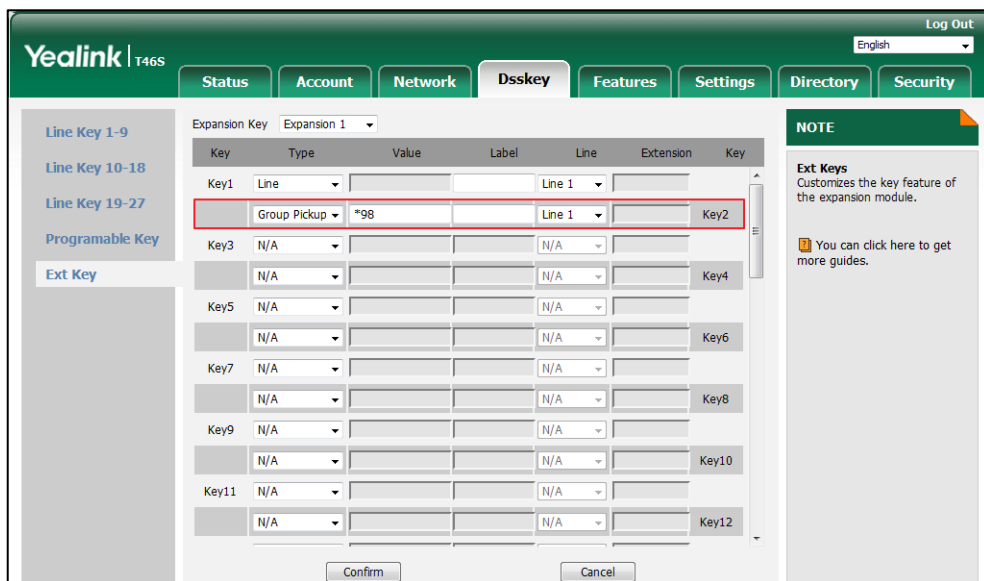 Log Out
Yealink T46S
English
Status Account Network Dsskey Features Settings Directory Security
Line Key 1-9
Line Key 10-18
Line Key 19-27
Programable Key
Ext Key
Expansion Key Expansion 1
Key Type Value Label Line Extension Key
Key1 Line Line 1
Group Pickup *98 Line 1 Key2
Key3 N/A N/A
N/A N/A Key4
Key5 N/A N/A
N/A N/A Key6
Key7 N/A N/A
N/A N/A Key8
Key9 N/A N/A
N/A N/A Key10
Key11 N/A N/A
N/A N/A Key12
Confirm Cancel
NOTE
Ext Keys
Customizes the key feature of
the expansion module.
You can click here to get
more guides.